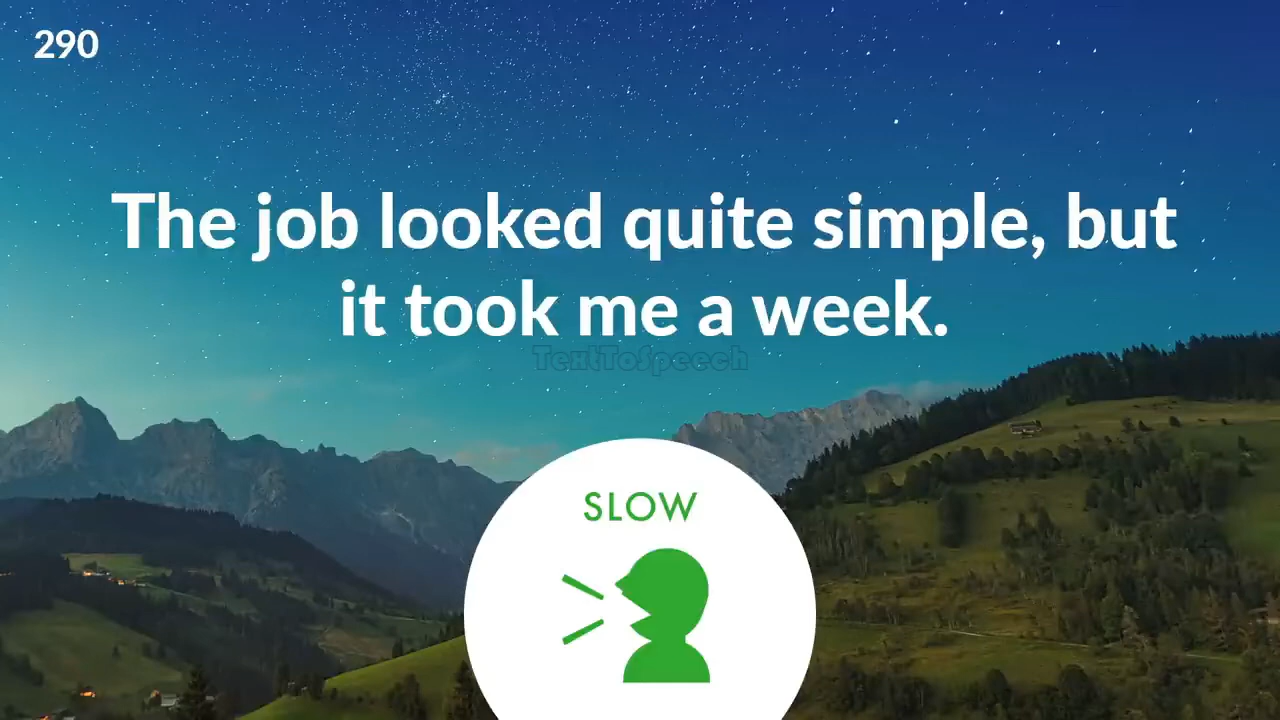 290
The job looked quite simple, but
it took me a week.
TextToSpeech
SLOW